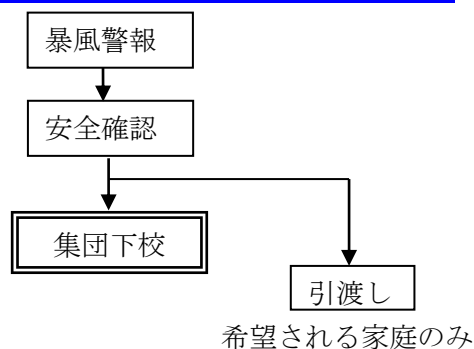 暴風警報
安全確認
集団下校
引渡し
希望される家庭のみ